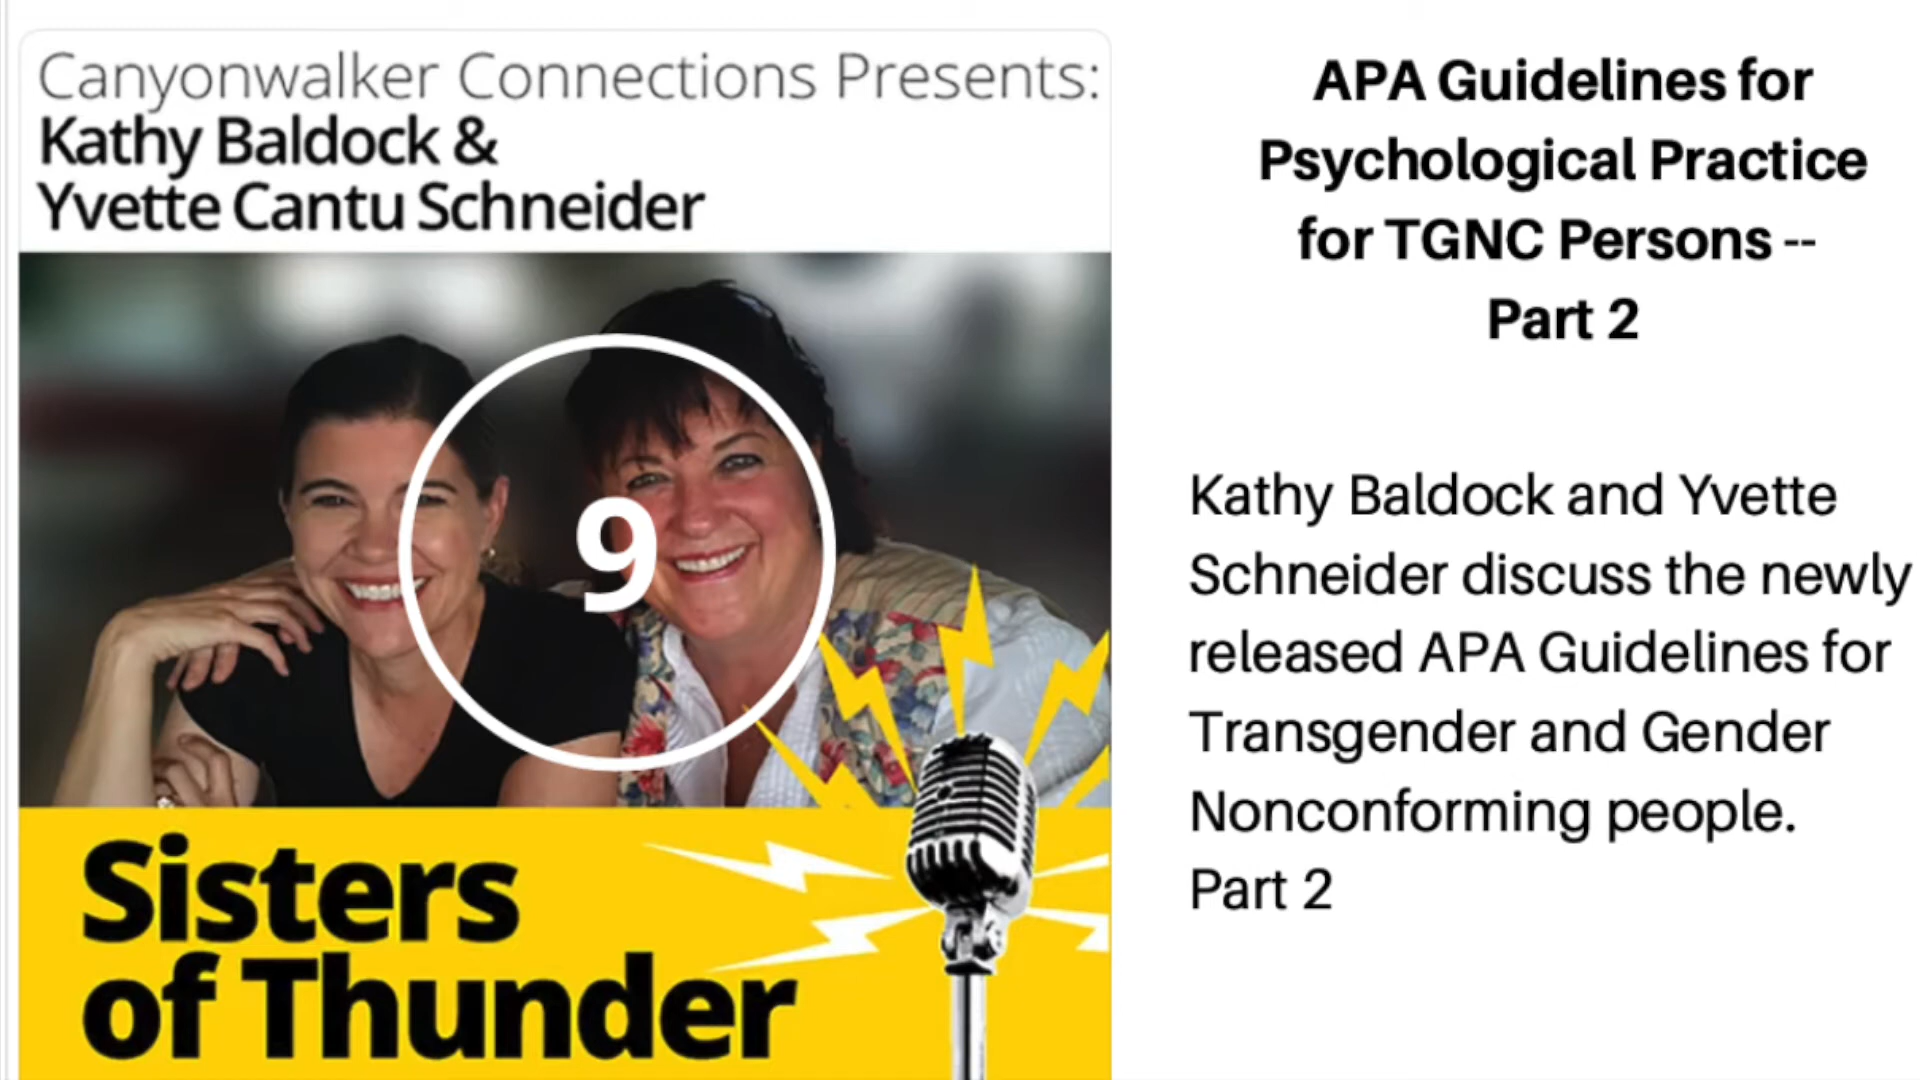 Canyonwalker Connections Presents:
Kathy Baldock &
Yvette Cantu Schneider
9
Sisters
of Thunder
APA Guidelines for
Psychological Practice
for TGNC Persons --
Part 2
Kathy Baldock and Yvette
Schneider discuss the newly
released APA Guidelines for
Transgender and Gender
Nonconforming people.
Part 2